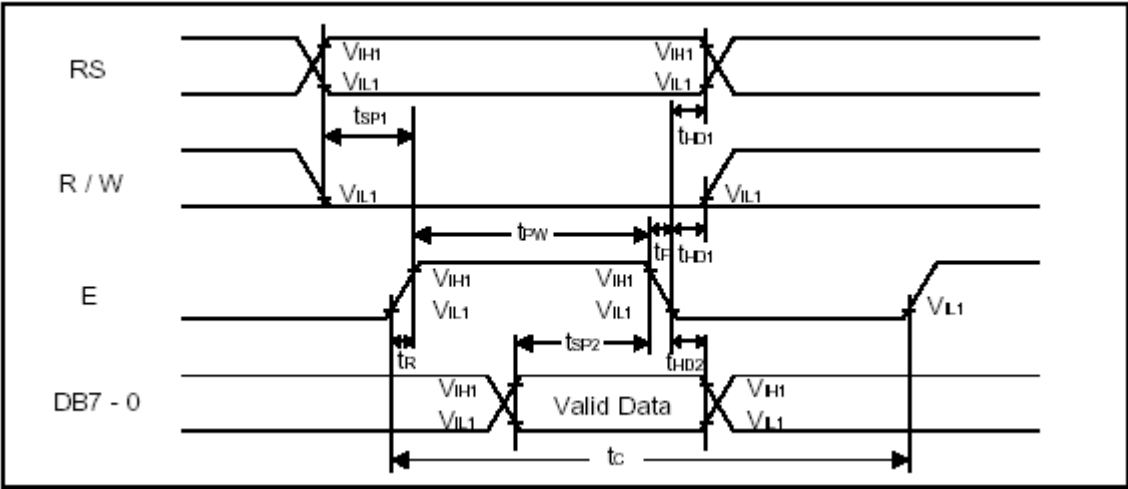 RS
VIH1
VIL1
VIH1
VIL1
tSP1
tHD1
R / W
VIL1
VIL1
tPW
tF
tHD1
E
VIH1
VIL1
VIH1
VIL1
VIL1
tR
tSP2
tHD2
DB7 - 0
VIH1
VIL1
Valid Data
VIH1
VIL1
tC